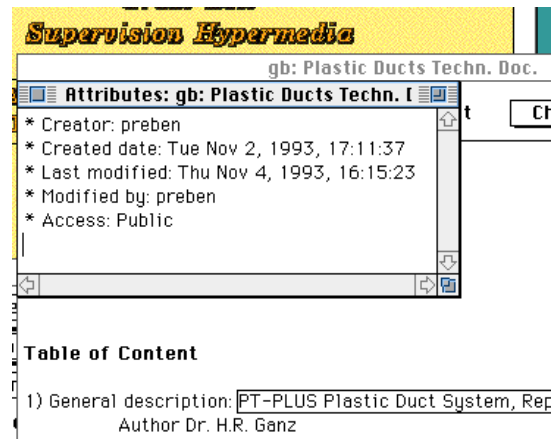 Supervision Hypermedia
gb: Plastic Ducts Techn. Doc.
Attributes: gb: Plastic Ducts Techn.
* Creator: preben
* Created date: Tue Nov 2, 1993, 17:11:37
* Last modified: Thu Nov 4, 1993, 16:15:23
* Modified by: preben
* Access: Public
t
Ch
Table of Content
1) General description: PT-PLUS Plastic Duct System, Rep
Author Dr. H.R. Ganz